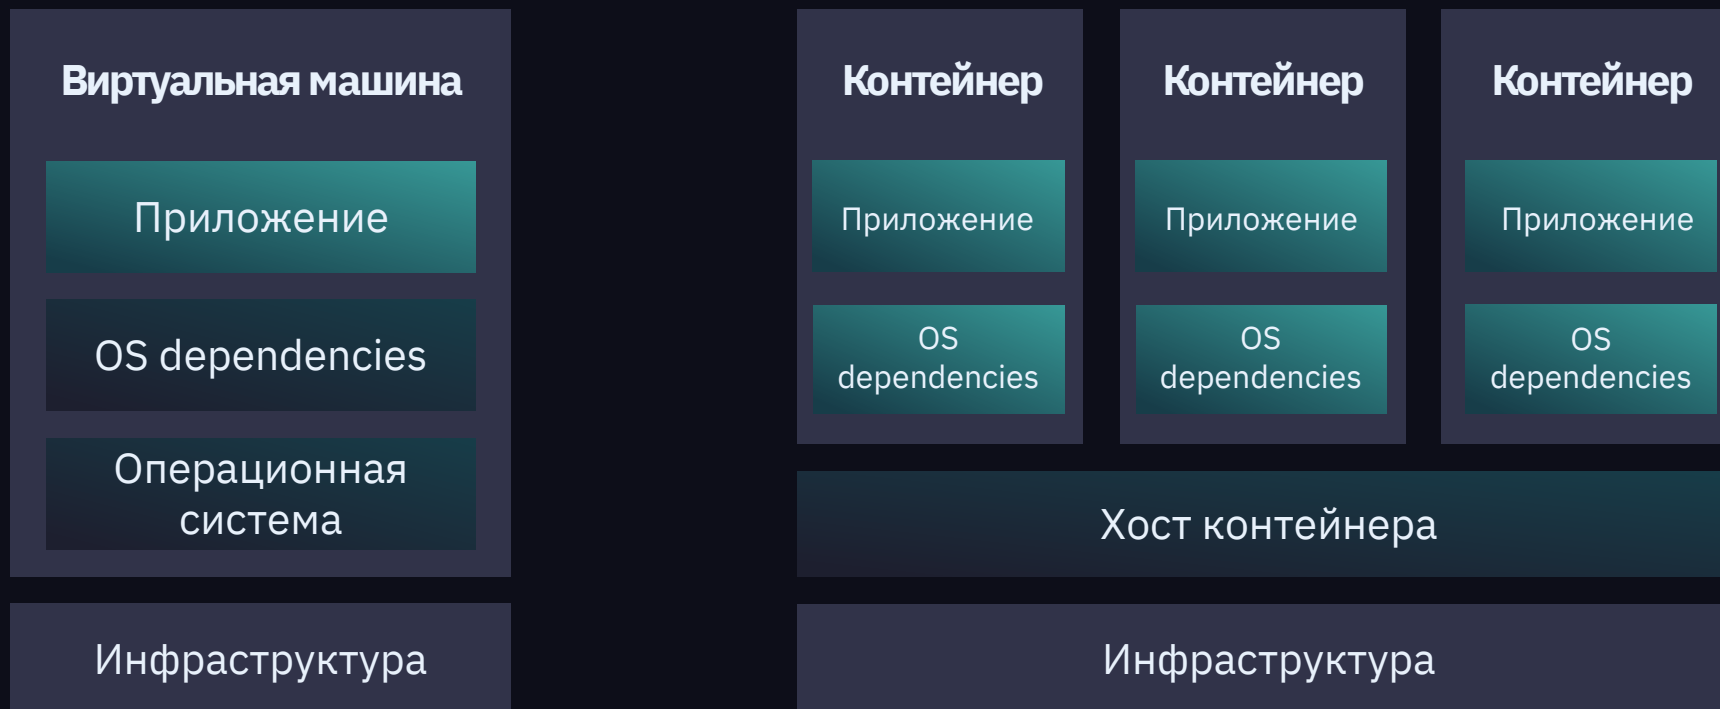 Виртуальная машина
Приложение
OS dependencies
Операционная
система
Инфраструктура
Контейнер
Приложение
OS
dependencies
Контейнер
Приложение
OS
dependencies
Контейнер
Приложение
OS
dependencies
Хост контейнера
Инфраструктура